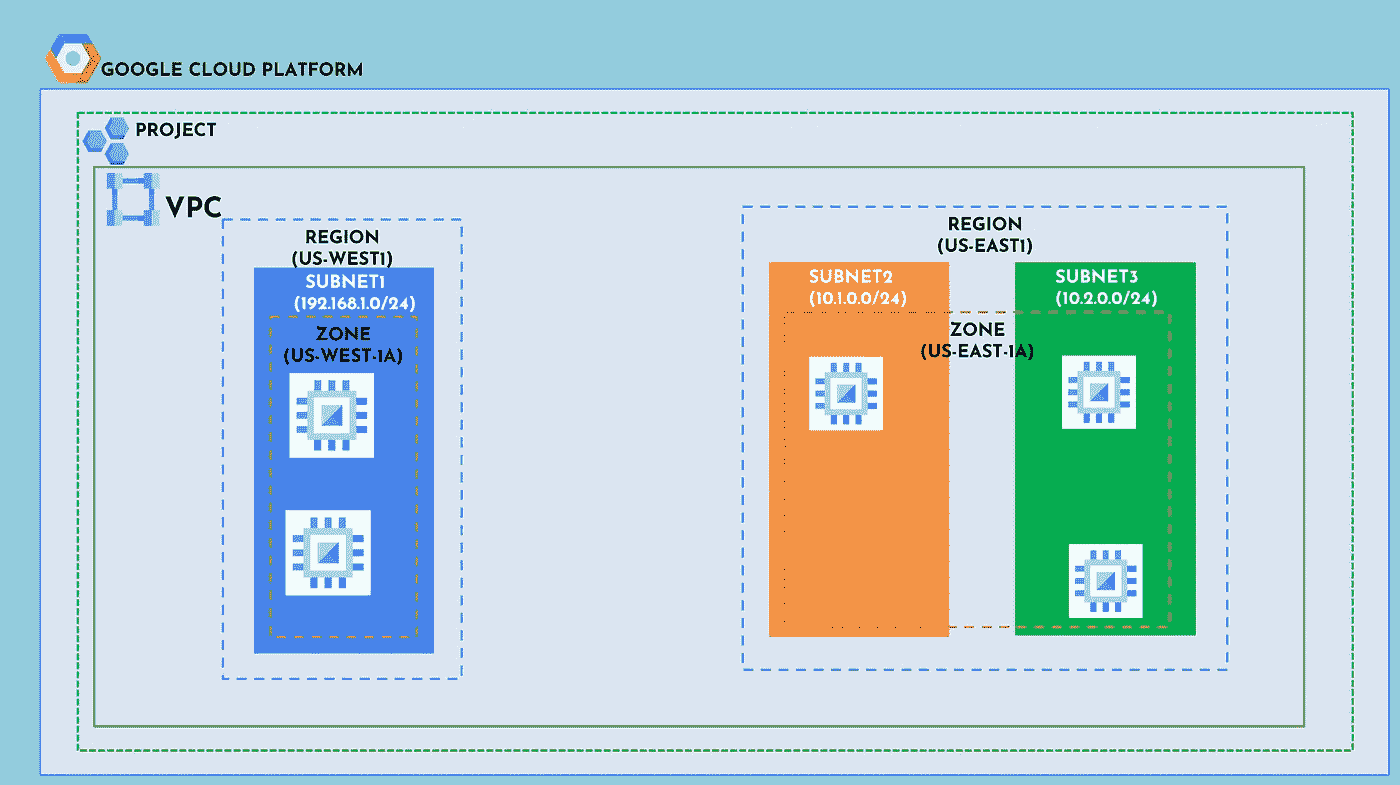 GOOGLE CLOUD PLATFORM
PROJECT
VPC
REGION
(US-WEST1)
SUBNET1
(192.168.1.0/24)
ZONE
(US-WEST-1A)
REGION
(US-EAST1)
SUBNET2
(10.1.0.0/24)
SUBNET3
(10.2.0.0/24)
ZONE
(US-EAST-1A)